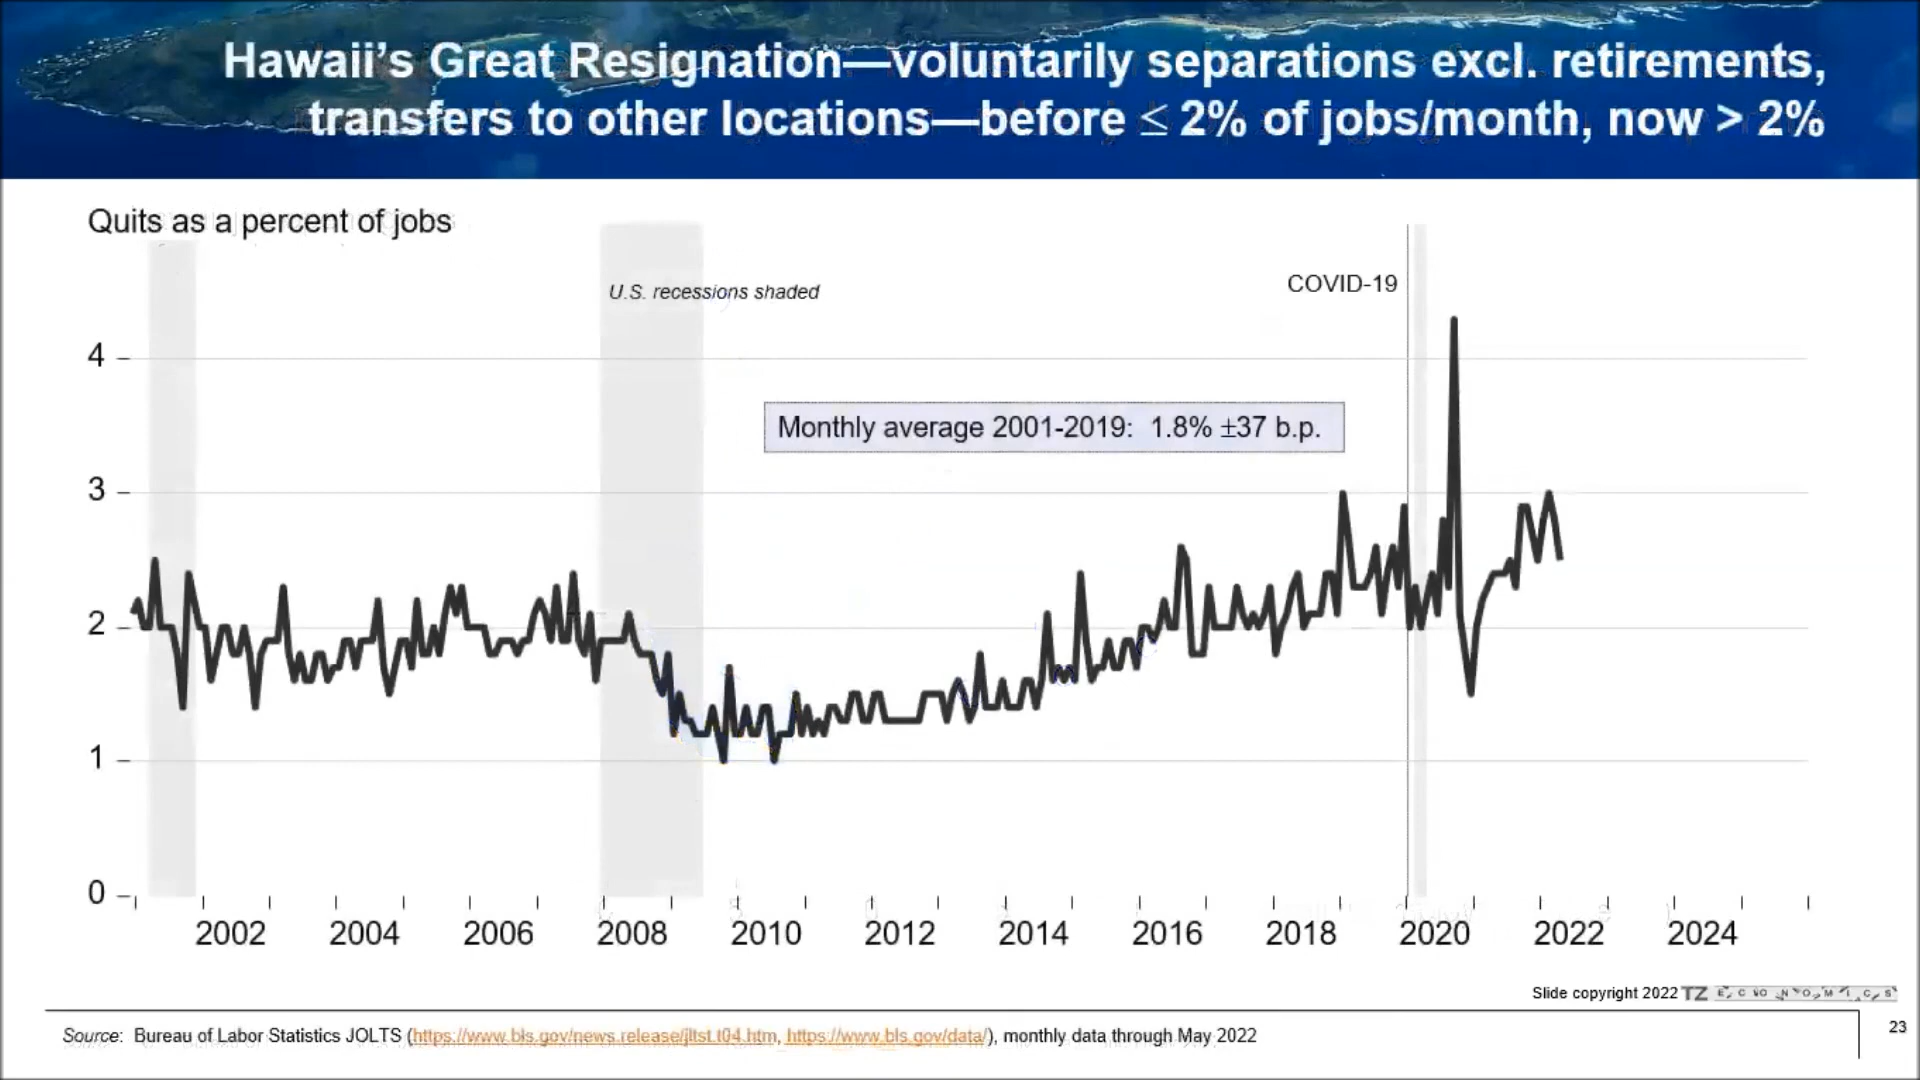 Hawaii’s Great Resignation—voluntarily separations excl. retirements,
transfers to other locations—before ≤ 2% of jobs/month, now > 2%
Quits as a percent of jobs
U.S. recessions shaded
COVID-19
4
Monthly average 2001-2019: 1.8% ±37 b.p.
3
2
1
0
2002 2004 2006 2008 2010 2012 2014 2016 2018 2020 2022 2024
Slide copyright 2022 TZ ECONOMICS
Source: Bureau of Labor Statistics JOLTS (https://www.bls.gov/news.release/jltst.t04.htm, https://www.bls.gov/data/), monthly data through May 2022
23